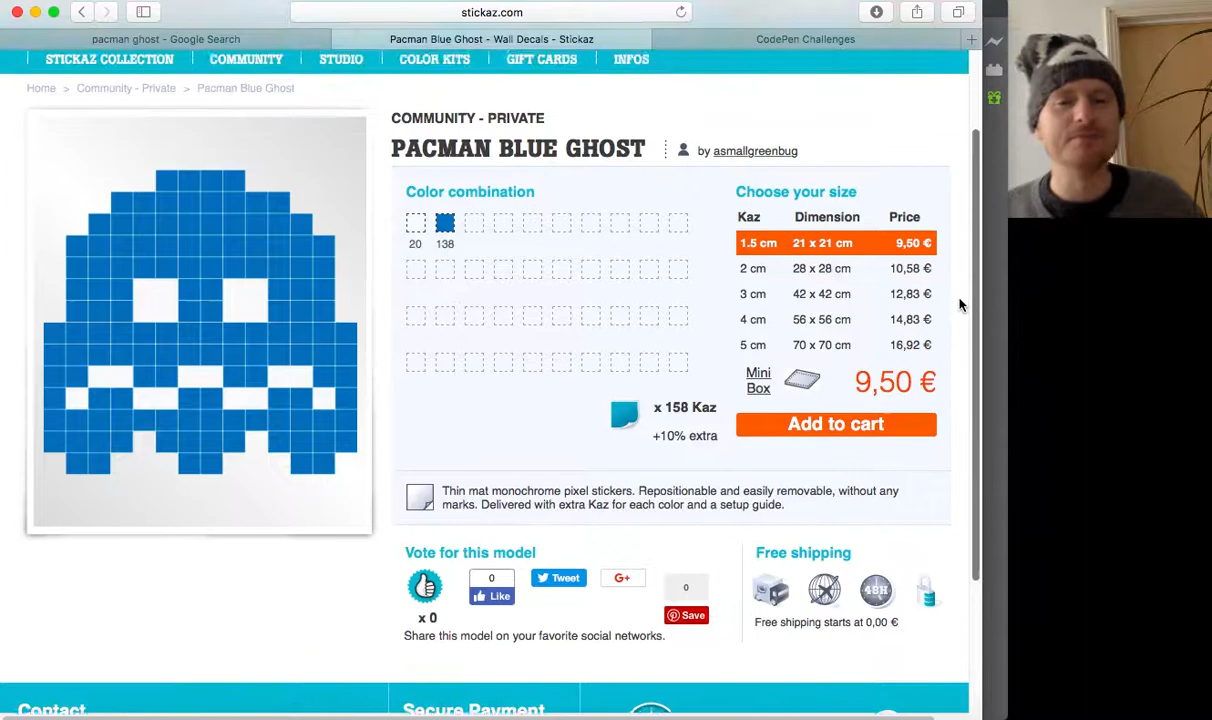 stickaz.com
pacman ghost - Google Search
Pacman Blue Ghost - Wall Decals - Stickaz
CodePen Challenges
STICKAZ COLLECTION
COMMUNITY
STUDIO
COLOR KITS
GIFT CARDS
INFOS
Home > Community - Private > Pacman Blue Ghost
COMMUNITY - PRIVATE
PACMAN BLUE GHOST
by asmallgreenbug
Color combination
20 138
x 158 Kaz
+10% extra
Choose your size
Kaz Dimension Price
1.5 cm 21 x 21 cm 9,50 €
2 cm 28 x 28 cm 10,58 €
3 cm 42 x 42 cm 12,83 €
4 cm 56 x 56 cm 14,83 €
5 cm 70 x 70 cm 16,92 €
Mini
Box
9,50 €
Add to cart
Thin mat monochrome pixel stickers. Repositionable and easily removable, without any
marks. Delivered with extra Kaz for each color and a setup guide.
Vote for this model
x 0
0
Like
Tweet
G+
0
Save
Share this model on your favorite social networks.
Free shipping
48H
Free shipping starts at 0,00 €
Contact
Secure Payment